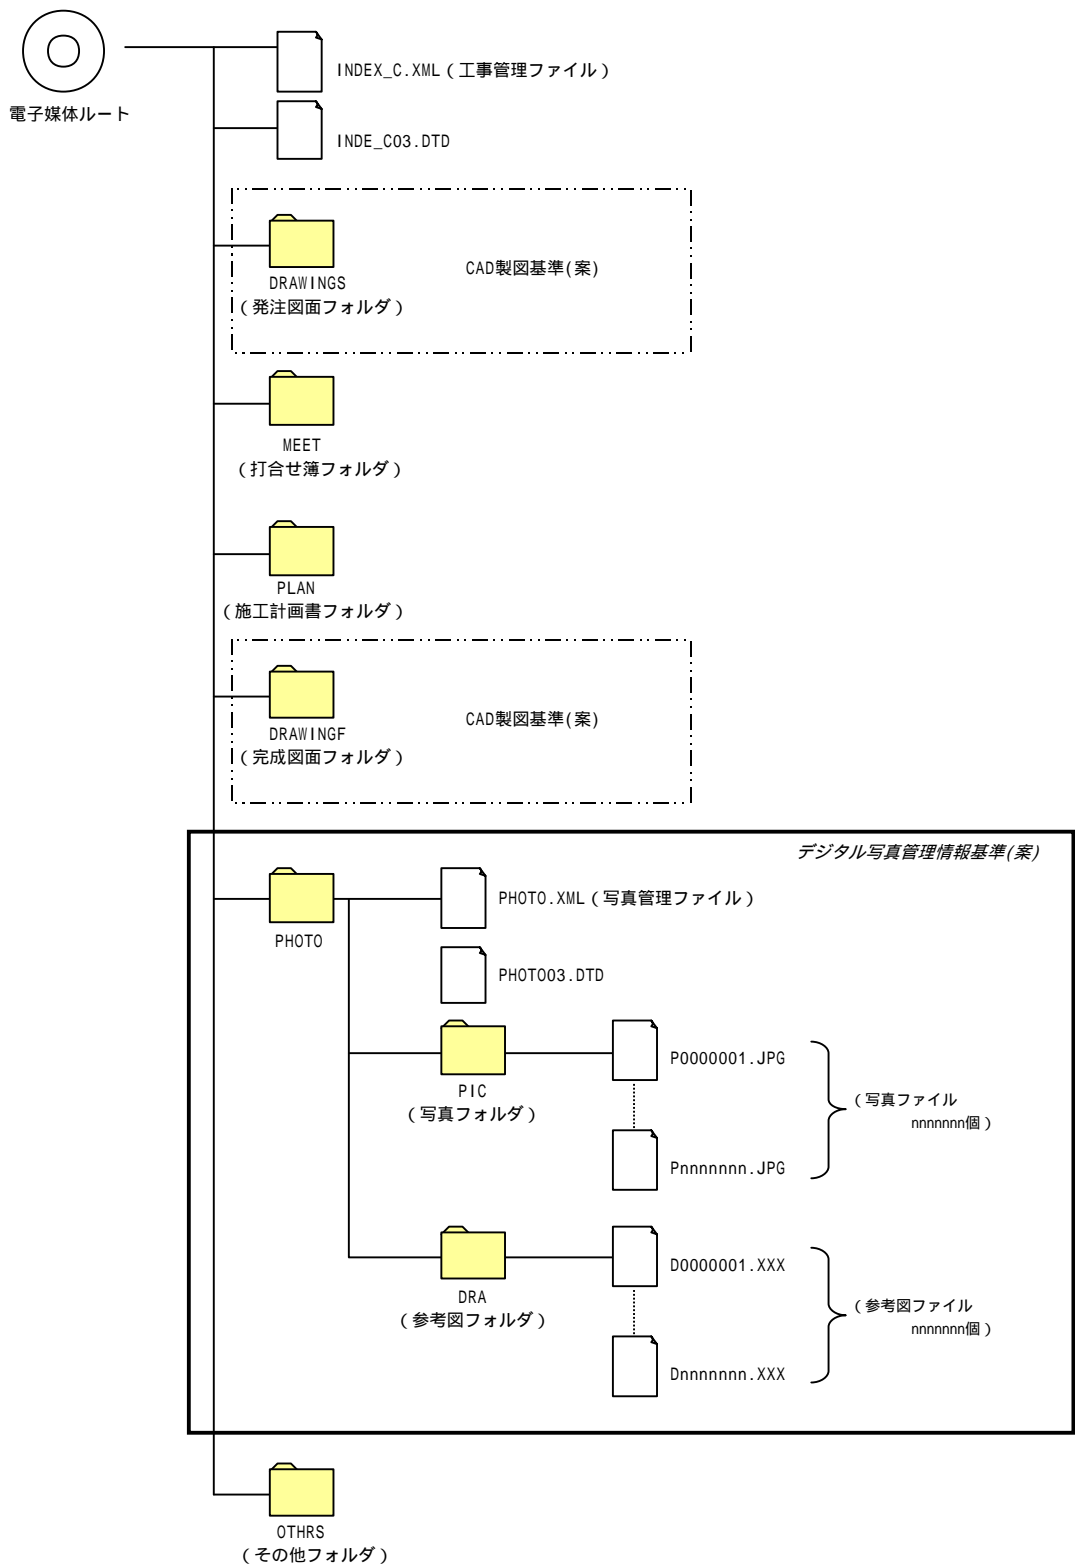 電子媒体ルート
INDEX_C.XML(工事管理ファイル)
INDE_C03.DTD
DRAWINGS
(発注図面フォルダ)
CAD製図基準(案)
MEET
(打合せ簿フォルダ)
PLAN
(施工計画書フォルダ)
DRAWINGF
(完成図面フォルダ)
CAD製図基準(案)
デジタル写真管理情報基準(案)
PHOTO
PHOTO.XML(写真管理ファイル)
PHOTO03.DTD
PIC
(写真フォルダ)
P0000001.JPG
Pnnnnnnn.JPG
(写真ファイル
nnnnnnn個)
DRA
(参考図フォルダ)
D0000001.XXX
Dnnnnnnn.XXX
(参考図ファイル
nnnnnnn個)
OTHRS
(その他フォルダ)